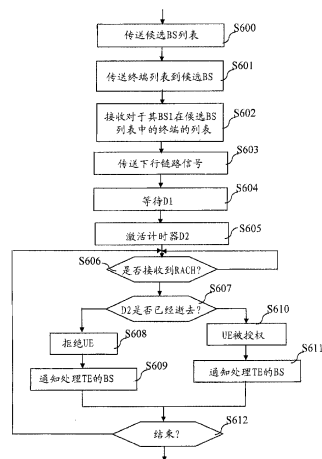 传送候选BS列表
S600
传送终端列表到候选BS
S601
接收对于其BS1在候选BS
列表中的终端的列表
S602
传送下行链路信号
S603
等待D1
S604
激活计时器D2
S605
S606
是否接收到RACH?
S607
D2是否已经逝去?
S608
拒绝UE
S610
UE被授权
S609
通知处理TE的BS
S611
通知处理TE的BS
S612
结束?